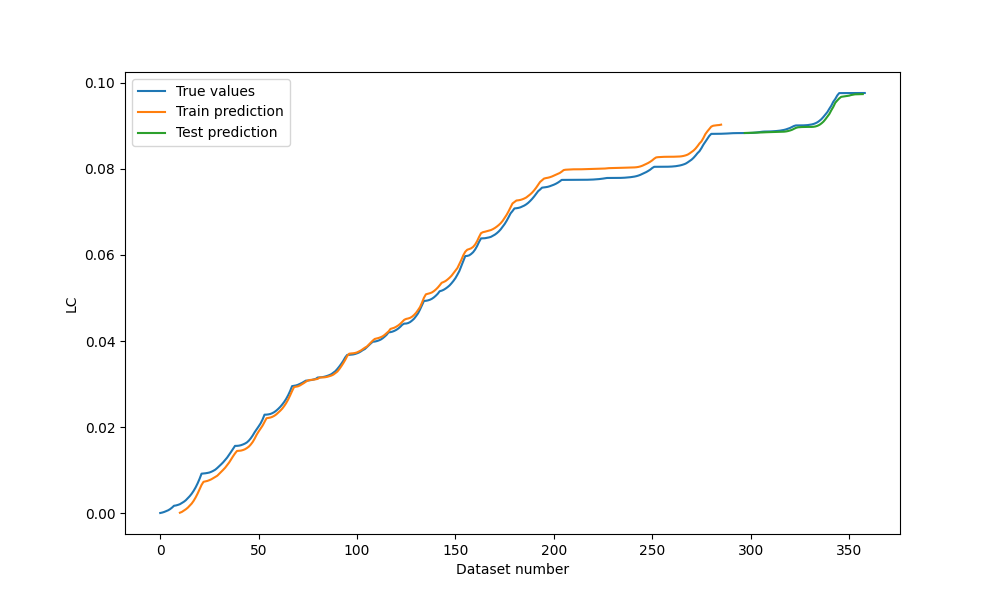 True values
Train prediction
Test prediction
0.10
0.08
0.06
0.04
0.02
0.00
LC
0 50 100 150 200 250 300 350
Dataset number